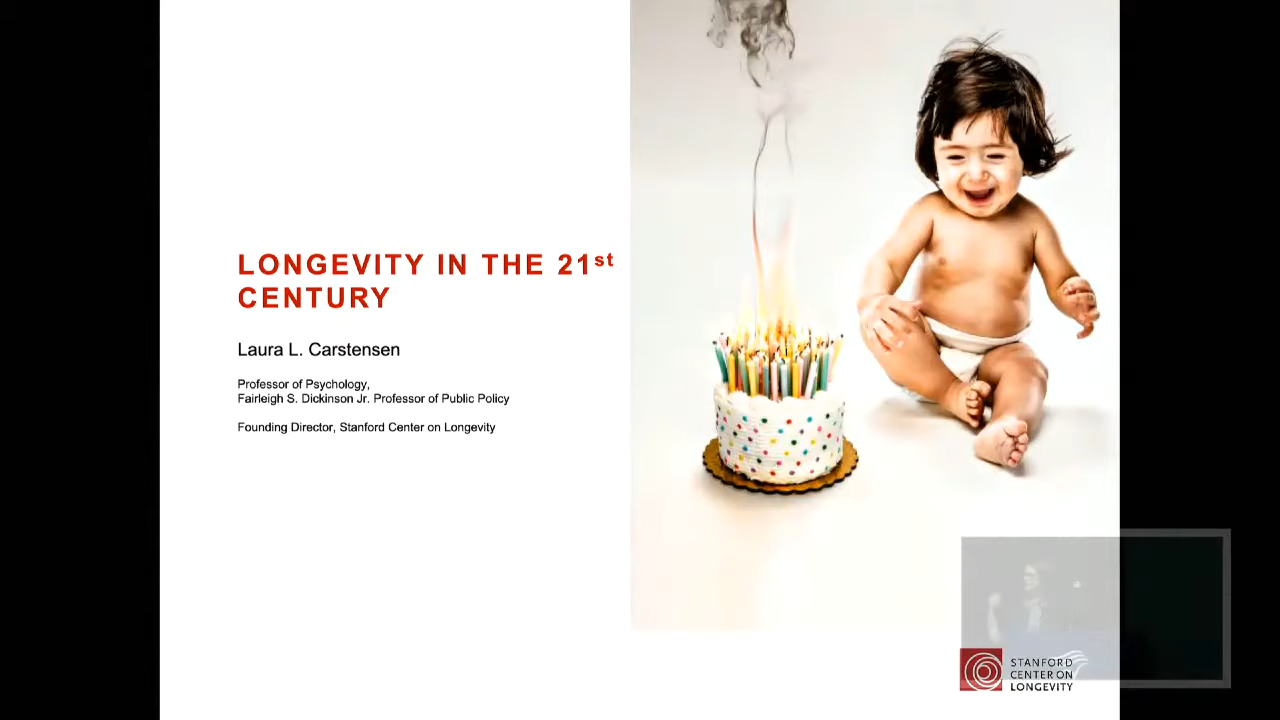 LONGEVITY IN THE 21st
CENTURY
Laura L. Carstensen
Professor of Psychology,
Fairleigh S. Dickinson Jr. Professor of Public Policy
Founding Director, Stanford Center on Longevity
STANFORD
CENTER ON
LONGEVITY